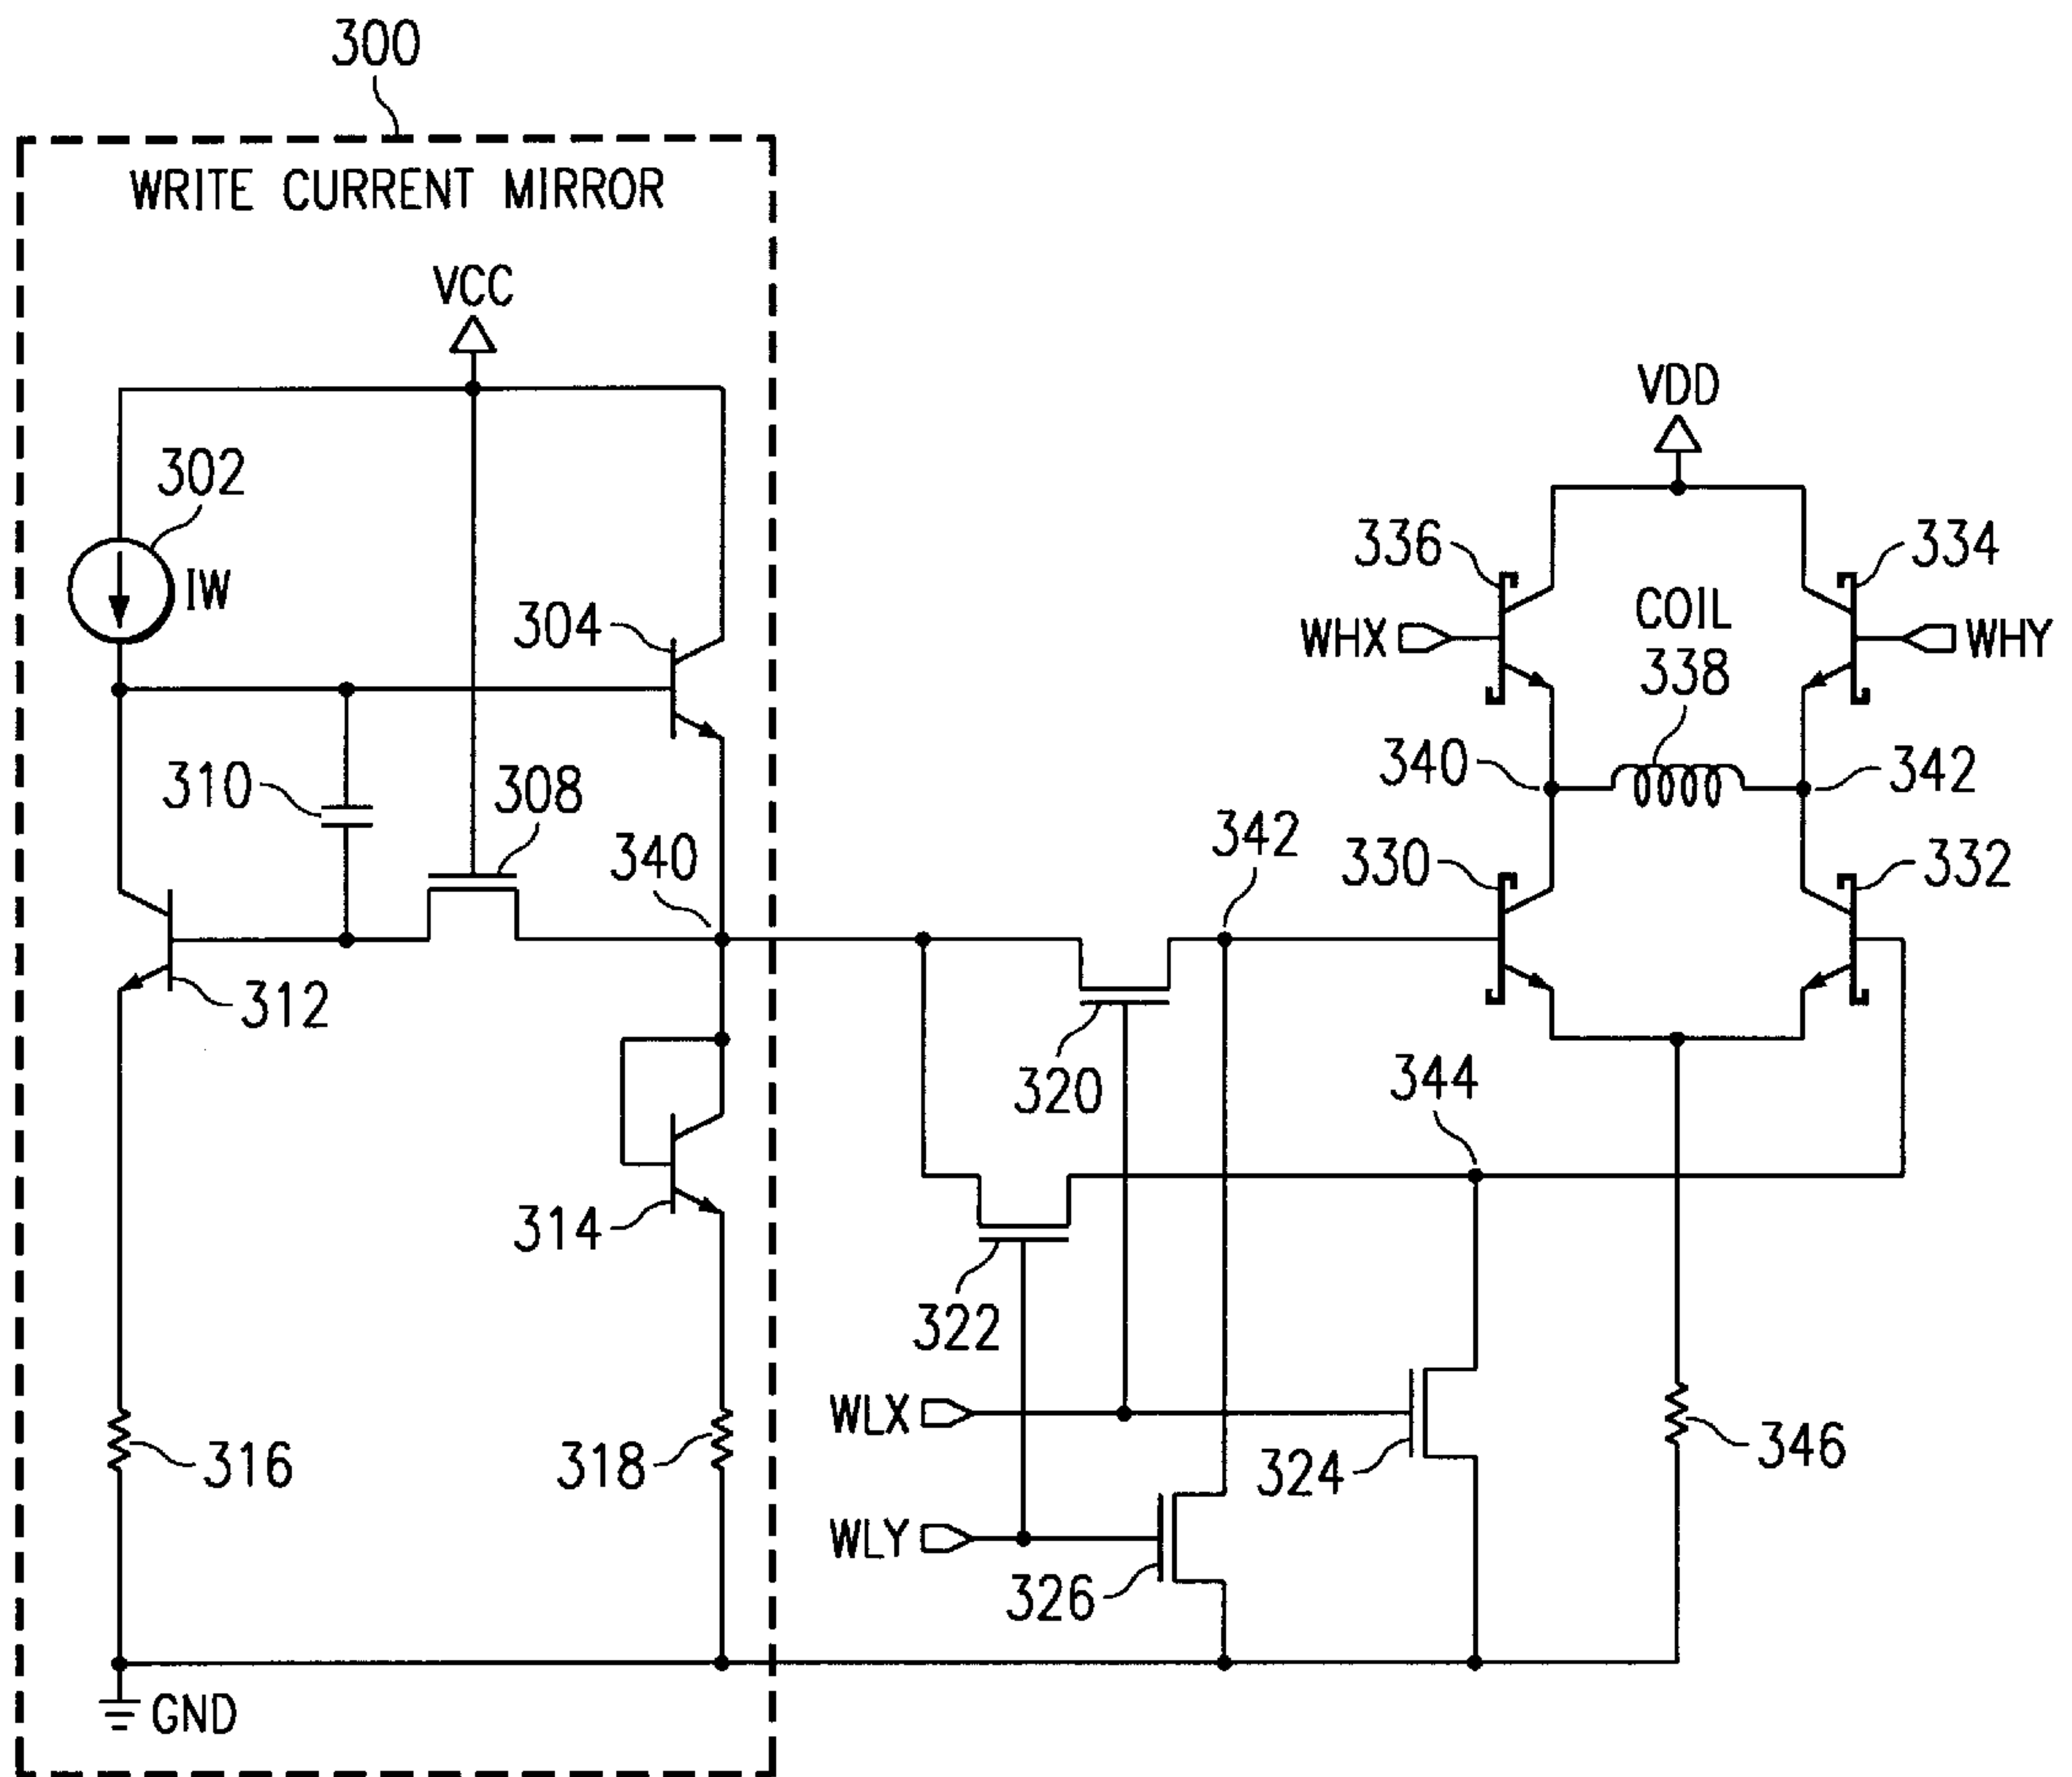 300
WRITE CURRENT MIRROR
VCC
VDD
302
336
334
IW
COIL
304
WHX
WHY
338
310
308
340
342
340
342
330
332
312
320
344
314
322
WLX
316
318
324
346
WLY
326
GND